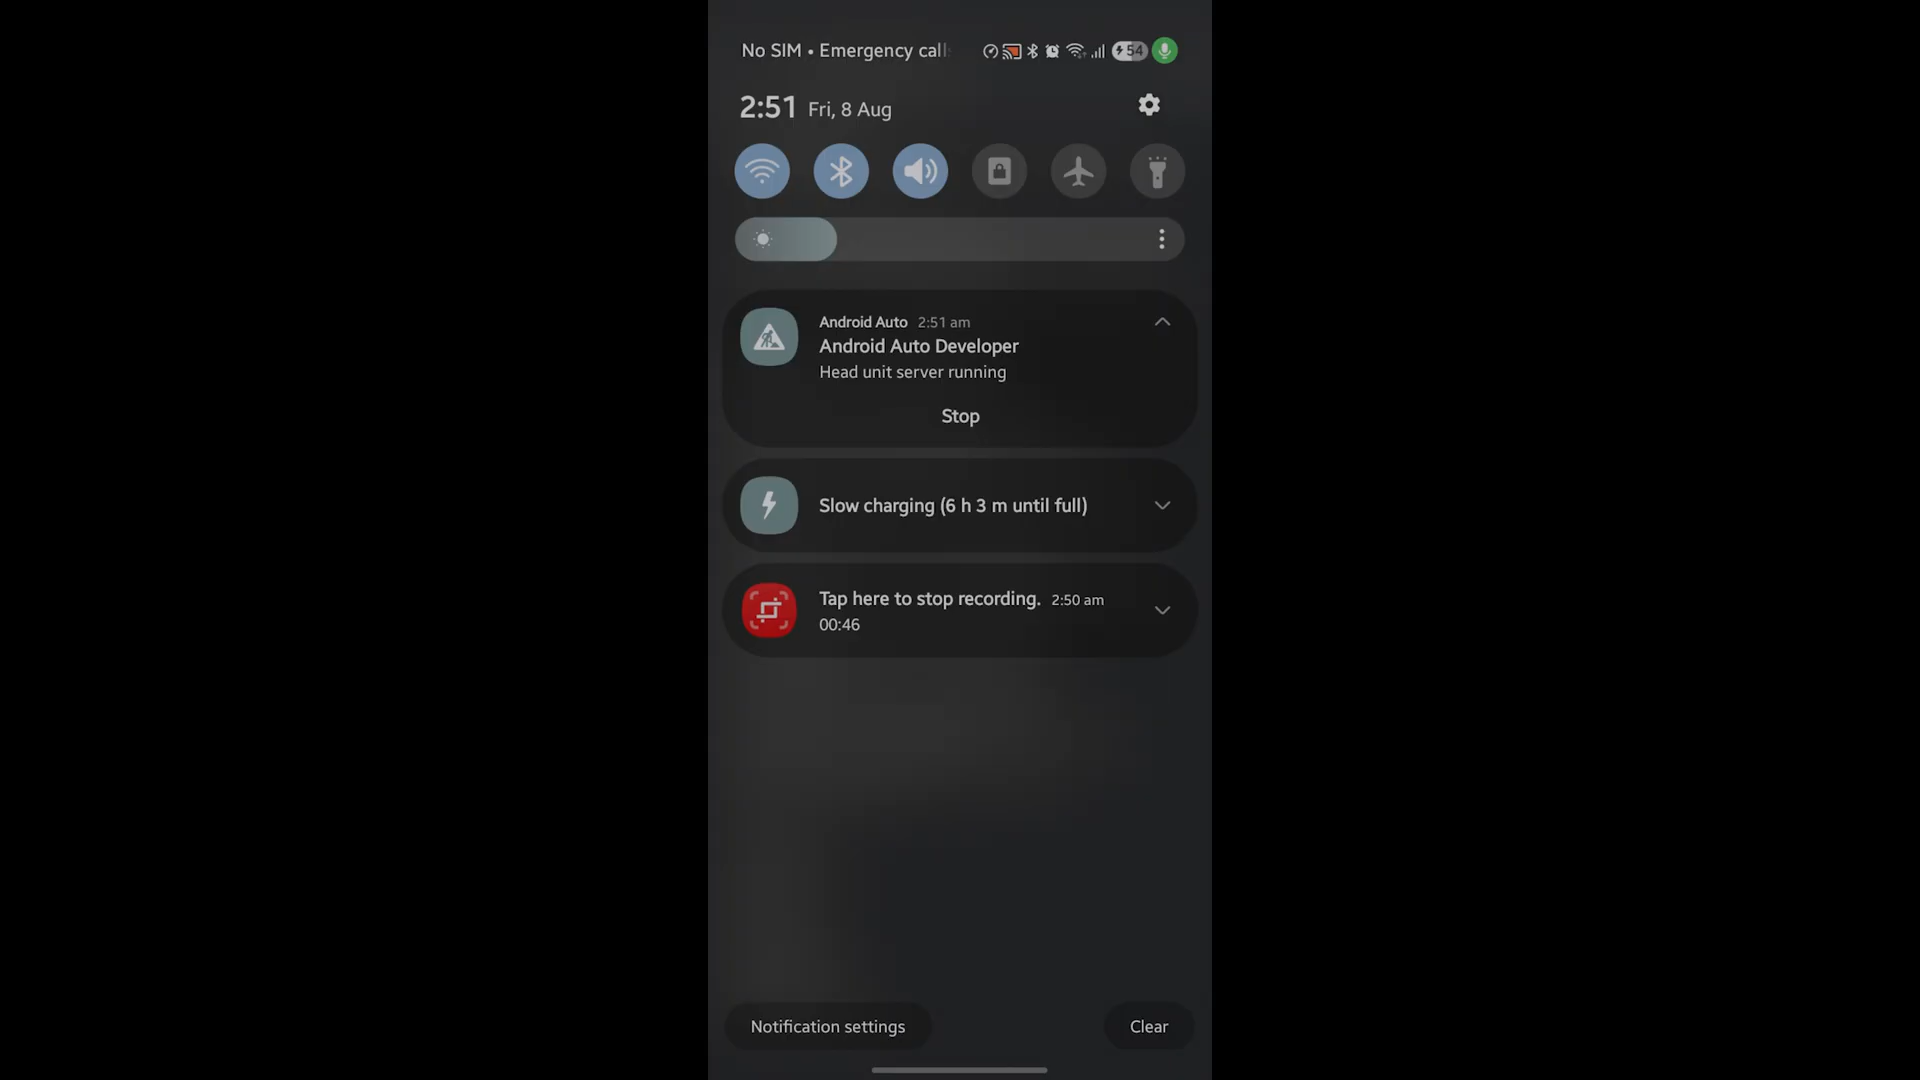 No SIM • Emergency call
54
2:51 Fri, 8 Aug
Android Auto 2:51 am
Android Auto Developer
Head unit server running
Stop
Slow charging (6 h 3 m until full)
Tap here to stop recording. 2:50 am
00:46
Notification settings
Clear